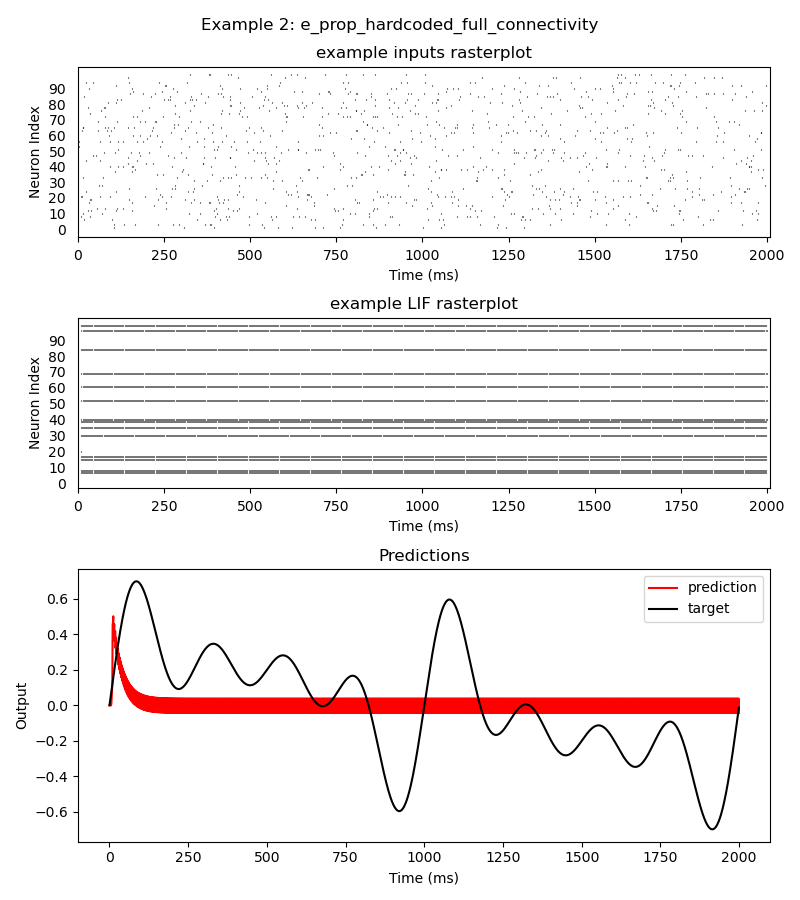 Example 2: e_prop_hardcoded_full_connectivity
example inputs rasterplot
Neuron Index
90
80
70
60
50
40
30
20
10
0
0 250 500 750 1000 1250 1500 1750 2000
Time (ms)
example LIF rasterplot
Neuron Index
90
80
70
60
50
40
30
20
10
0
0 250 500 750 1000 1250 1500 1750 2000
Time (ms)
Predictions
prediction
target
Output
0.6
0.4
0.2
0.0
−0.2
−0.4
−0.6
0 250 500 750 1000 1250 1500 1750 2000
Time (ms)